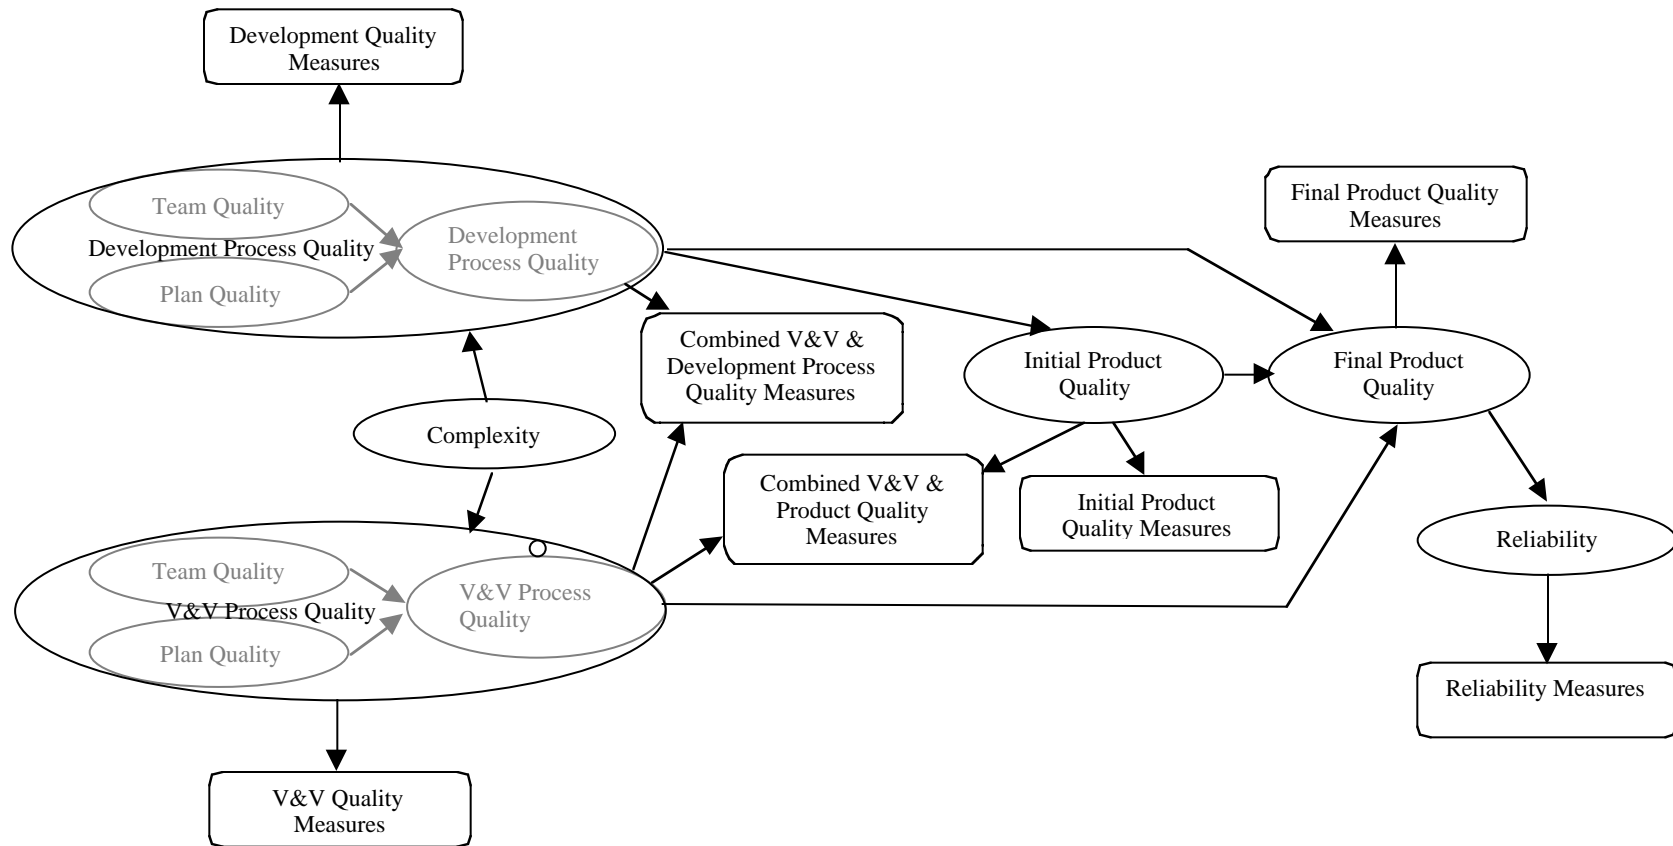 Development Quality
Measures
Team Quality
Development Process Quality
Plan Quality
Development
Process Quality
Final Product Quality
Measures
Combined V&V &
Development Process
Quality Measures
Initial Product
Quality
Final Product
Quality
Complexity
Combined V&V &
Product Quality
Measures
Initial Product
Quality Measures
Reliability
Team Quality
V&V Process Quality
Plan Quality
V&V Process
Quality
Reliability Measures
V&V Quality
Measures